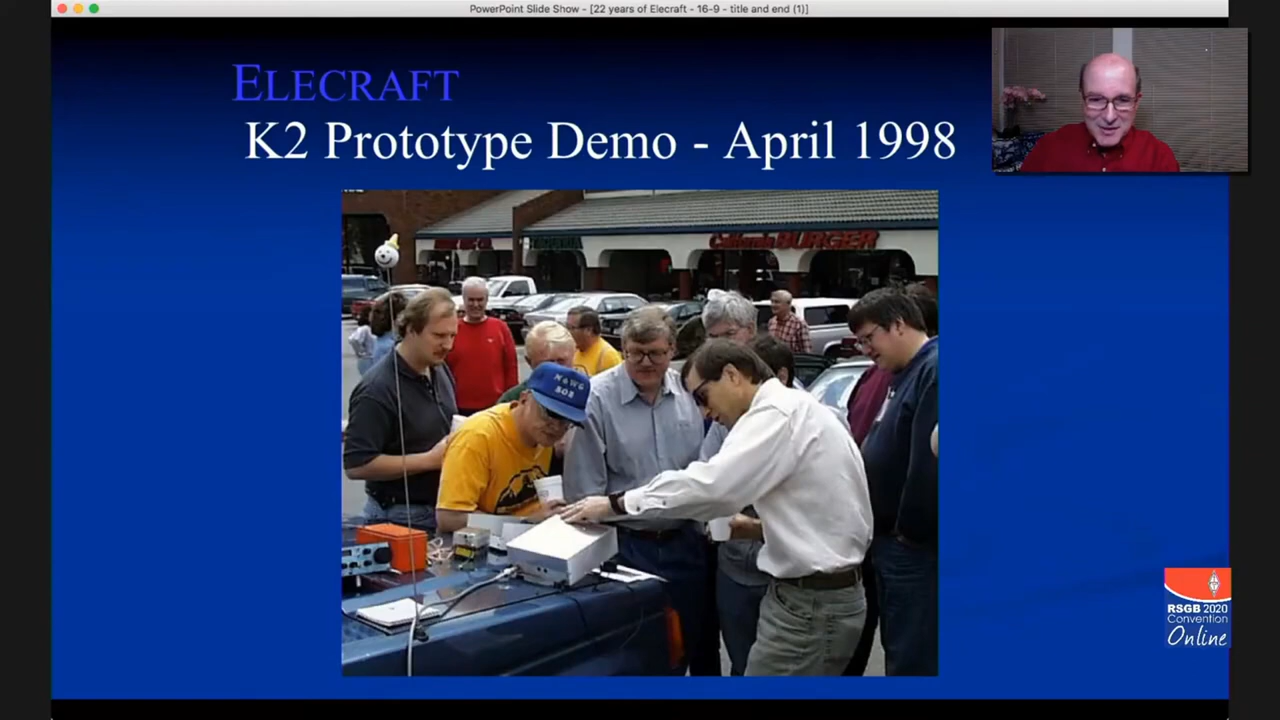 PowerPoint Slide Show - [22 years of Elecraft - 16-9 - title and end (1)]
ELECRAFT
K2 Prototype Demo - April 1998
California BURGER
RSGB 2020
Convention
Online